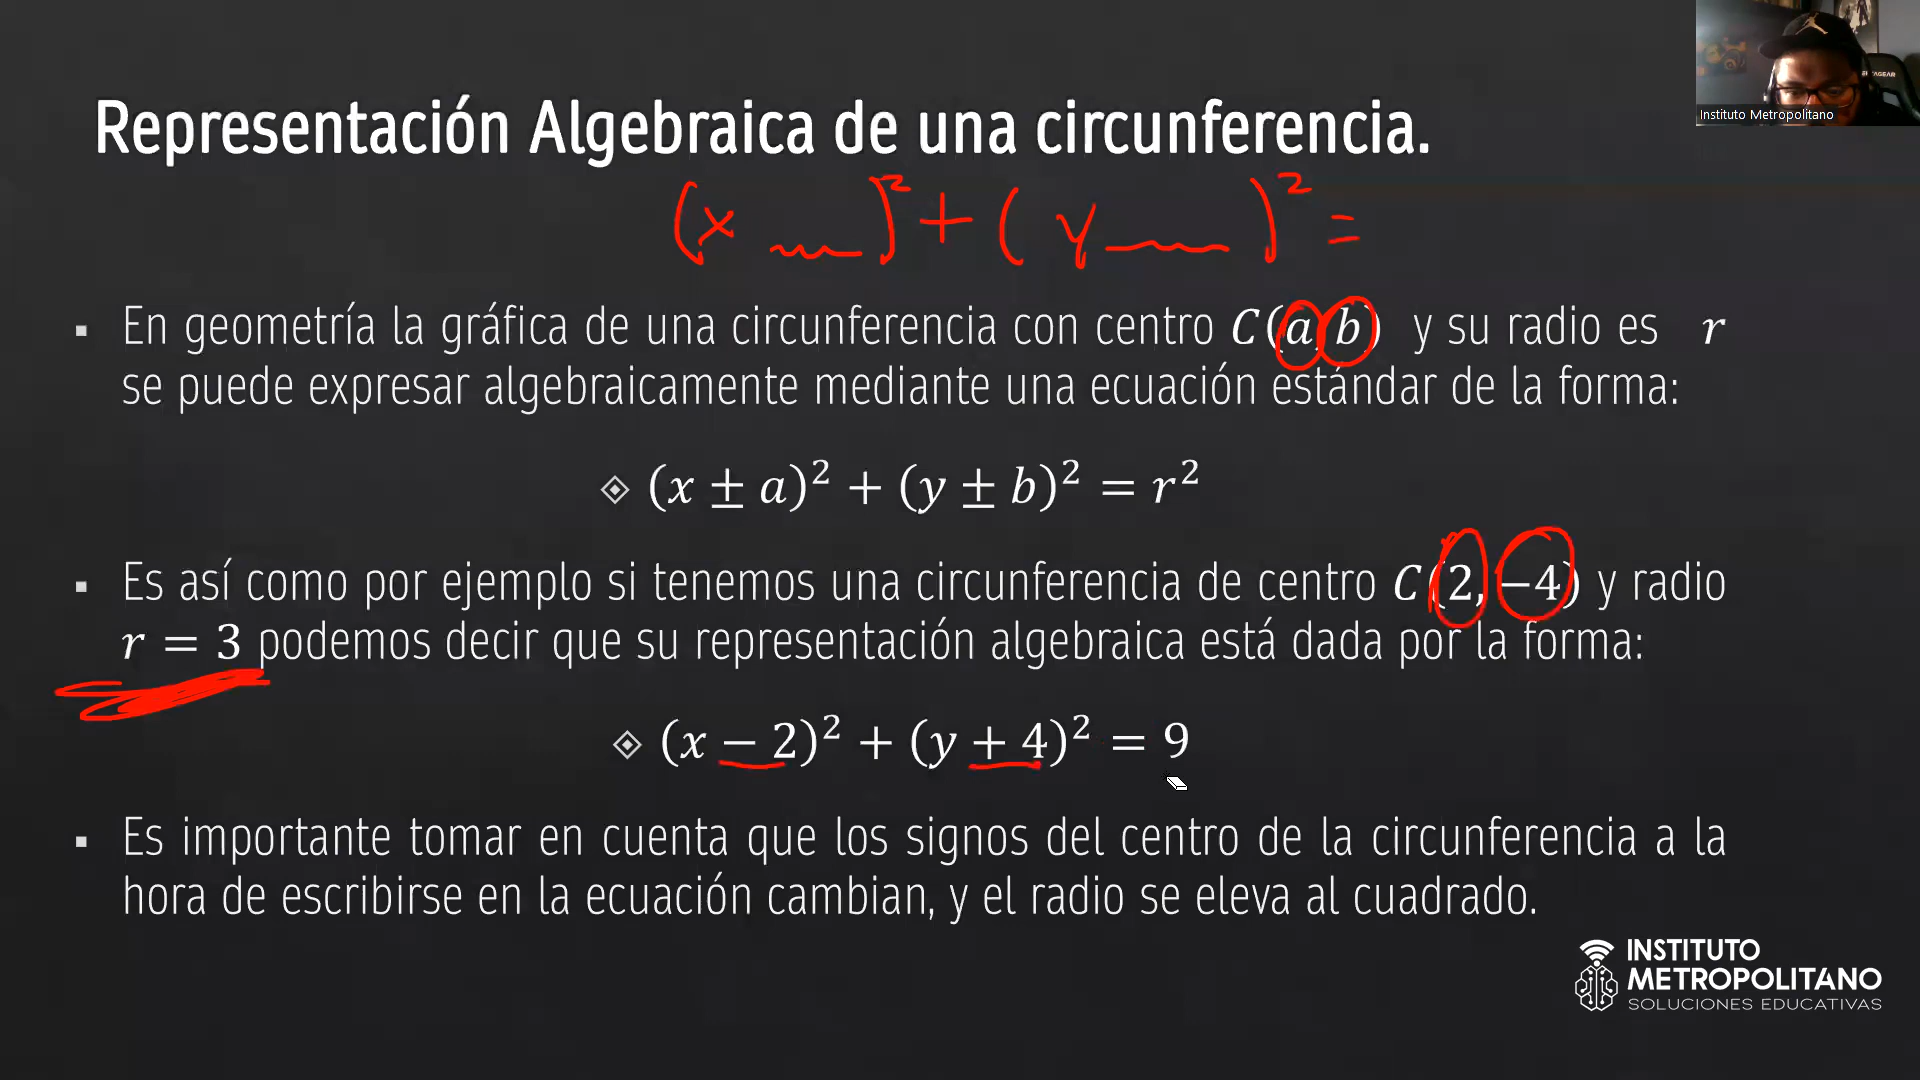 Instituto Metropolitano
Representación Algebraica de una circunferencia.
(x __)² + (y __)² =
▪ En geometría la gráfica de una circunferencia con centro C(a, b) y su radio es r
se puede expresar algebraicamente mediante una ecuación estándar de la forma:
(x ± a)² + (y ± b)² = r²
▪ Es así como por ejemplo si tenemos una circunferencia de centro C(2, −4) y radio
r = 3 podemos decir que su representación algebraica está dada por la forma:
(x − 2)² + (y + 4)² = 9
▪ Es importante tomar en cuenta que los signos del centro de la circunferencia a la
hora de escribirse en la ecuación cambian, y el radio se eleva al cuadrado.
INSTITUTO
METROPOLITANO
SOLUCIONES EDUCATIVAS